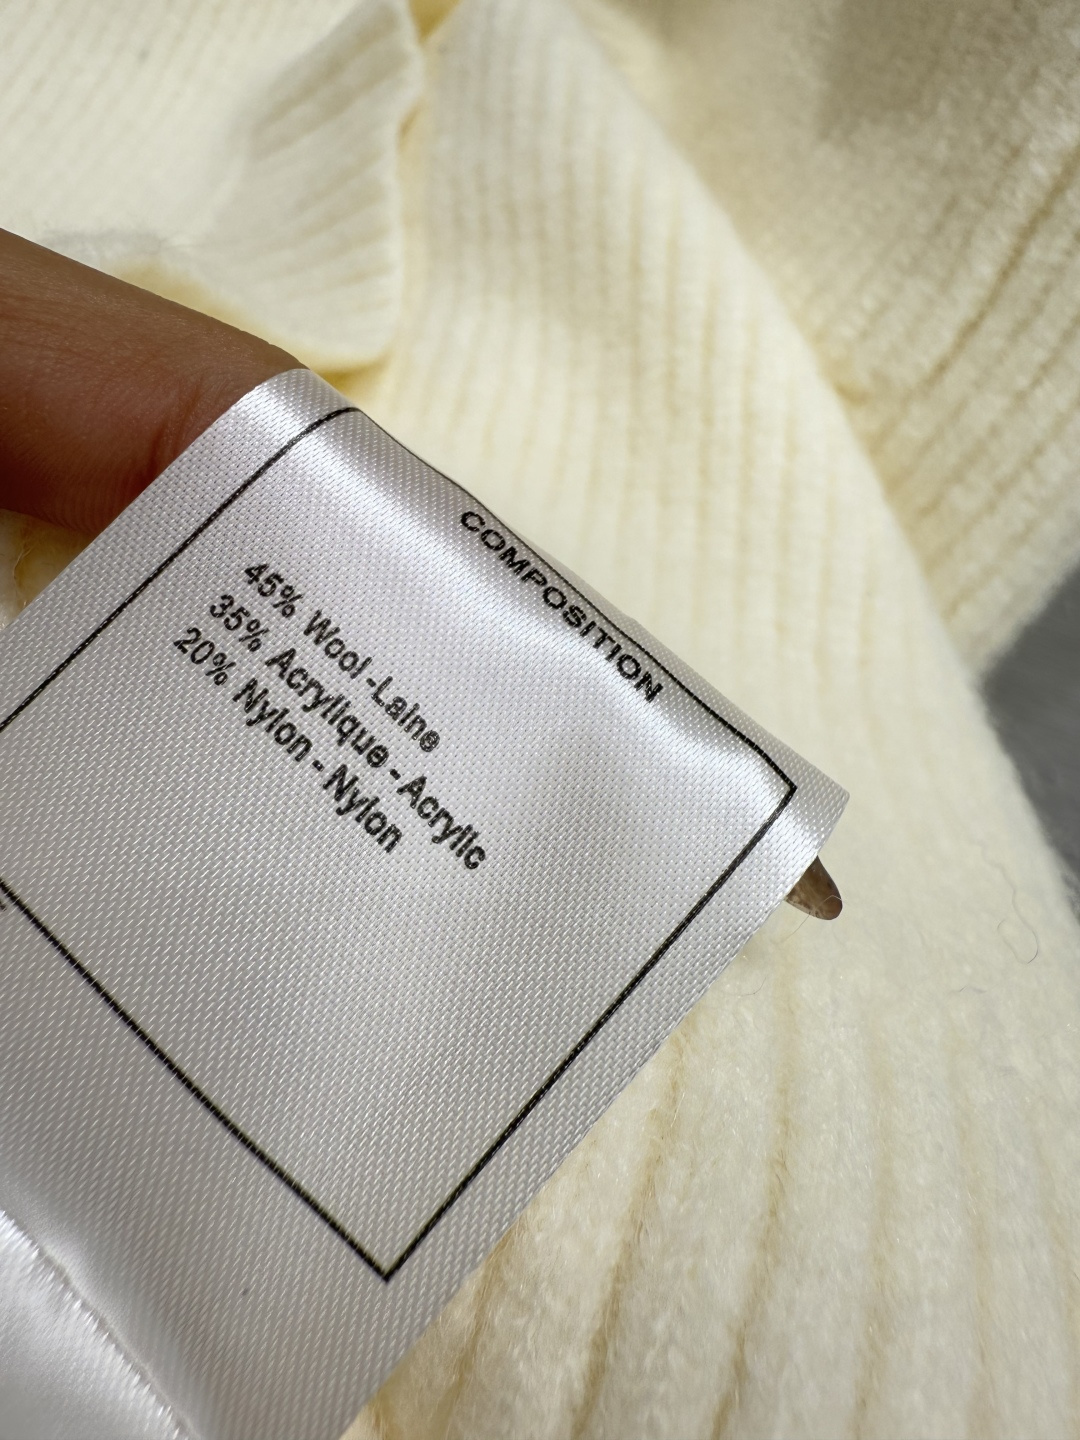 COMPOSITION
45% Wool-Laine
35% Acrylique-Acrylic
20% Nylon-Nylon